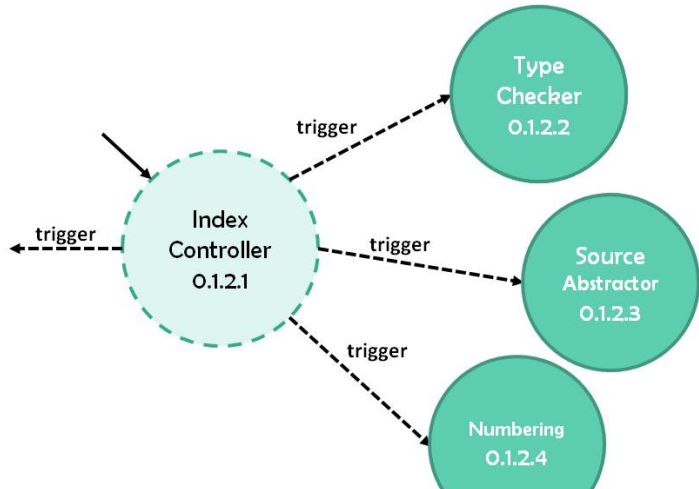 Type
Checker
0.1.2.2
trigger
Index
Controller
0.1.2.1
trigger
trigger
Source
Abstractor
0.1.2.3
trigger
Numbering
0.1.2.4